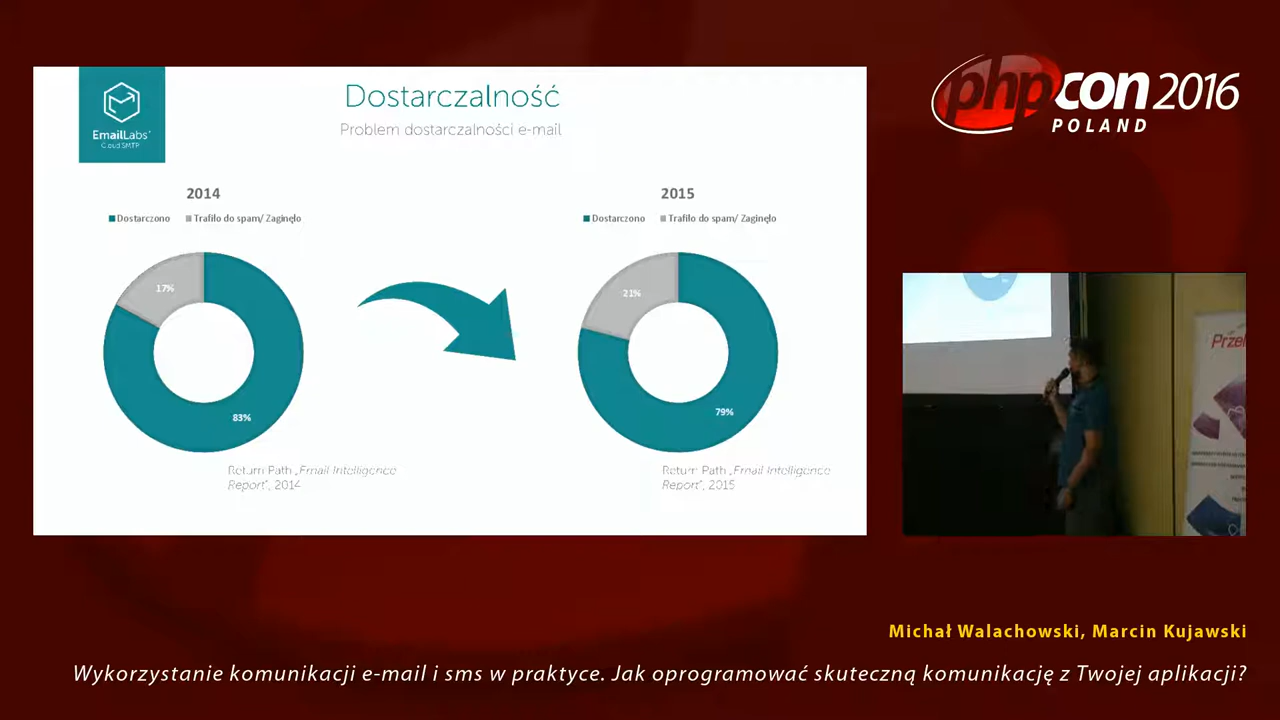 EmailLabs
Cloud SMTP
Dostarczalność
Problem dostarczalności e-mail
2014
Dostarczono
Trafiło do spam/ Zaginęło
17%
83%
Return Path „Email Intelligence
Report", 2014
2015
Dostarczono
Trafiło do spam/ Zaginęło
21%
79%
Return Path „Email Intelligence
Report", 2015
phpcon 2016
POLAND
Michał Walachowski, Marcin Kujawski
Wykorzystanie komunikacji e-mail i sms w praktyce. Jak oprogramować skuteczną komunikację z Twojej aplikacji?